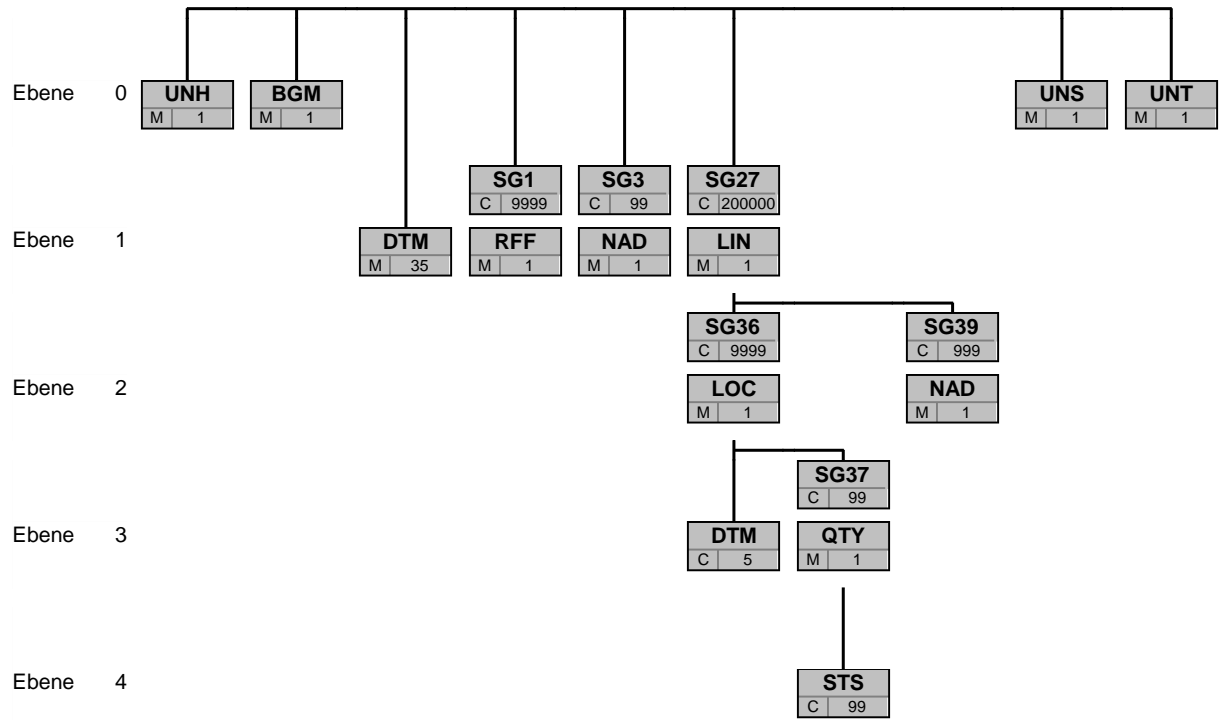 Ebene 0 UNH BGM UNS UNT
M 1 M 1 M 1 M 1
SG1 SG3 SG27
C 9999 C 99 C 200000
Ebene 1 DTM RFF NAD LIN
M 35 M 1 M 1 M 1
SG36 SG39
C 9999 C 999
Ebene 2 LOC NAD
M 1 M 1
SG37
C 99
Ebene 3 DTM QTY
C 5 M 1
Ebene 4 STS
C 99